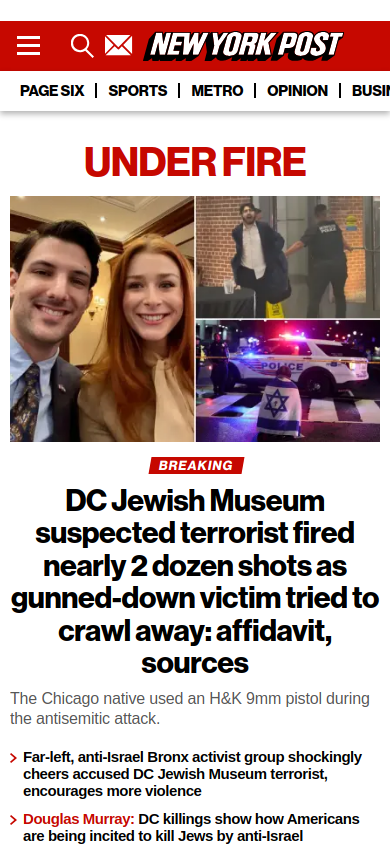 NEW YORK POST
PAGE SIX
SPORTS
METRO
OPINION
BUSIN
UNDER FIRE
POLICE
POLICE
BREAKING
DC Jewish Museum
suspected terrorist fired
nearly 2 dozen shots as
gunned-down victim tried to
crawl away: affidavit,
sources
The Chicago native used an H&K 9mm pistol during
the antisemitic attack.
Far-left, anti-Israel Bronx activist group shockingly
cheers accused DC Jewish Museum terrorist,
encourages more violence
Douglas Murray: DC killings show how Americans
are being incited to kill Jews by anti-Israel